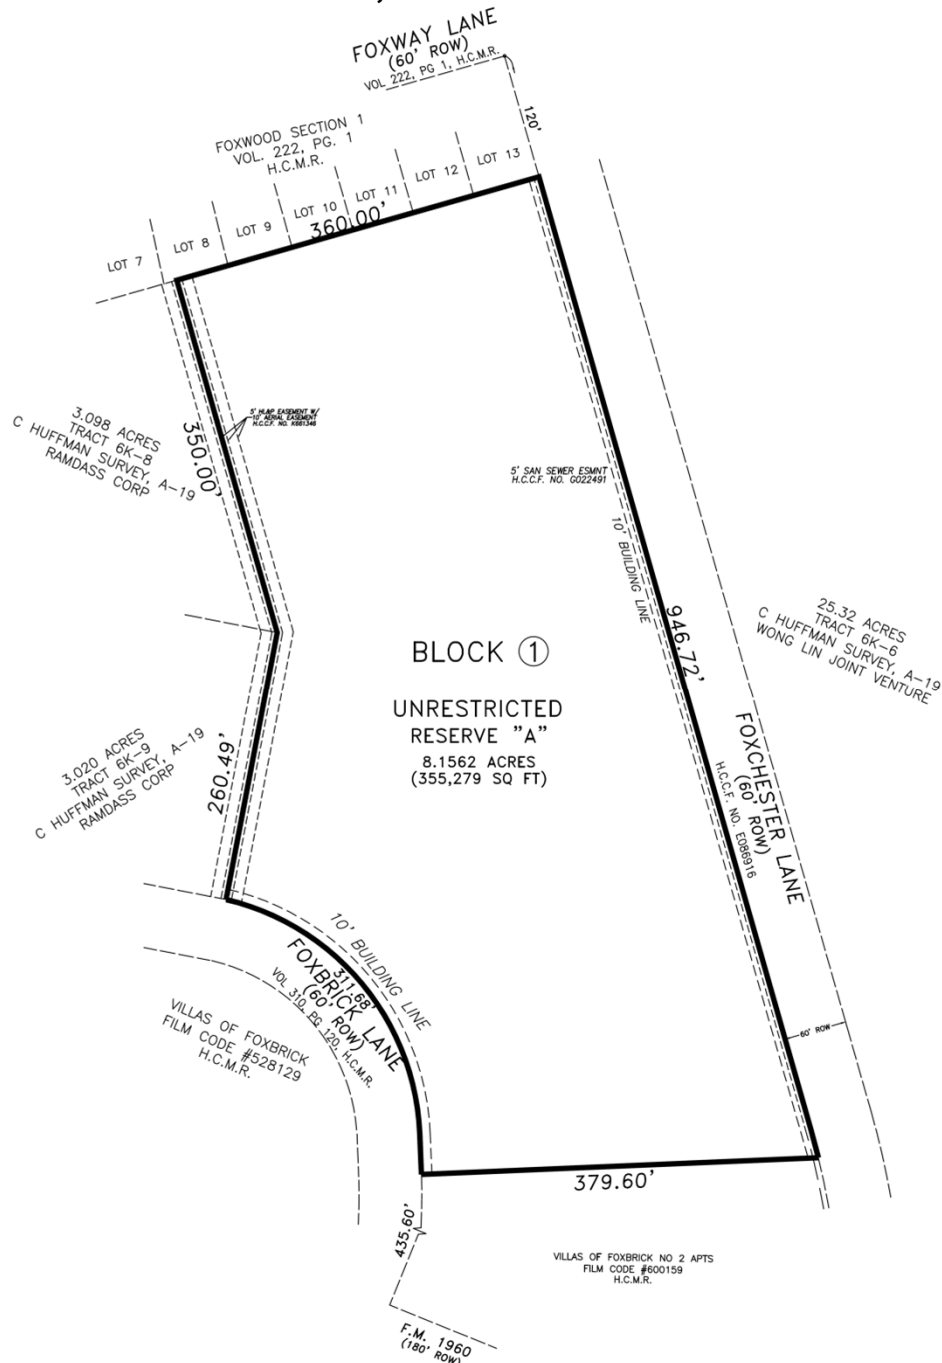 FOXWAY LANE
(60' ROW)
VOL 222, PG 1, H.C.M.R.
120'
FOXWOOD SECTION 1
VOL. 222, PG. 1
H.C.M.R.
LOT 7
LOT 8
LOT 9
LOT 10
LOT 11
LOT 12
LOT 13
360.00'
3.098 ACRES
TRACT 6K-8
C HUFFMAN SURVEY, A-19
RAMDASS CORP
350.00'
5' HL&P EASEMENT W/
10' AERIAL EASEMENT
H.C.C.F. NO. K661346
5' SAN SEWER ESMNT
H.C.C.F. NO. G022491
10' BUILDING LINE
946.72'
25.32 ACRES
TRACT 6K-6
C HUFFMAN SURVEY, A-19
WONG LIN JOINT VENTURE
BLOCK 1
UNRESTRICTED
RESERVE "A"
8.1562 ACRES
(355,279 SQ FT)
3.020 ACRES
TRACT 6K-9
C HUFFMAN SURVEY, A-19
RAMDASS CORP
260.49'
FOXCHESTER LANE
(60' ROW)
H.C.C.F. NO. E086916
10' BUILDING LINE
311.68'
FOXBRICK LANE
(60' ROW)
VOL 310, PG 120, H.C.M.R.
VILLAS OF FOXBRICK
FILM CODE #528129
H.C.M.R.
60' ROW
379.60'
435.60'
VILLAS OF FOXBRICK NO 2 APTS
FILM CODE #600159
H.C.M.R.
F.M. 1960
(180' ROW)